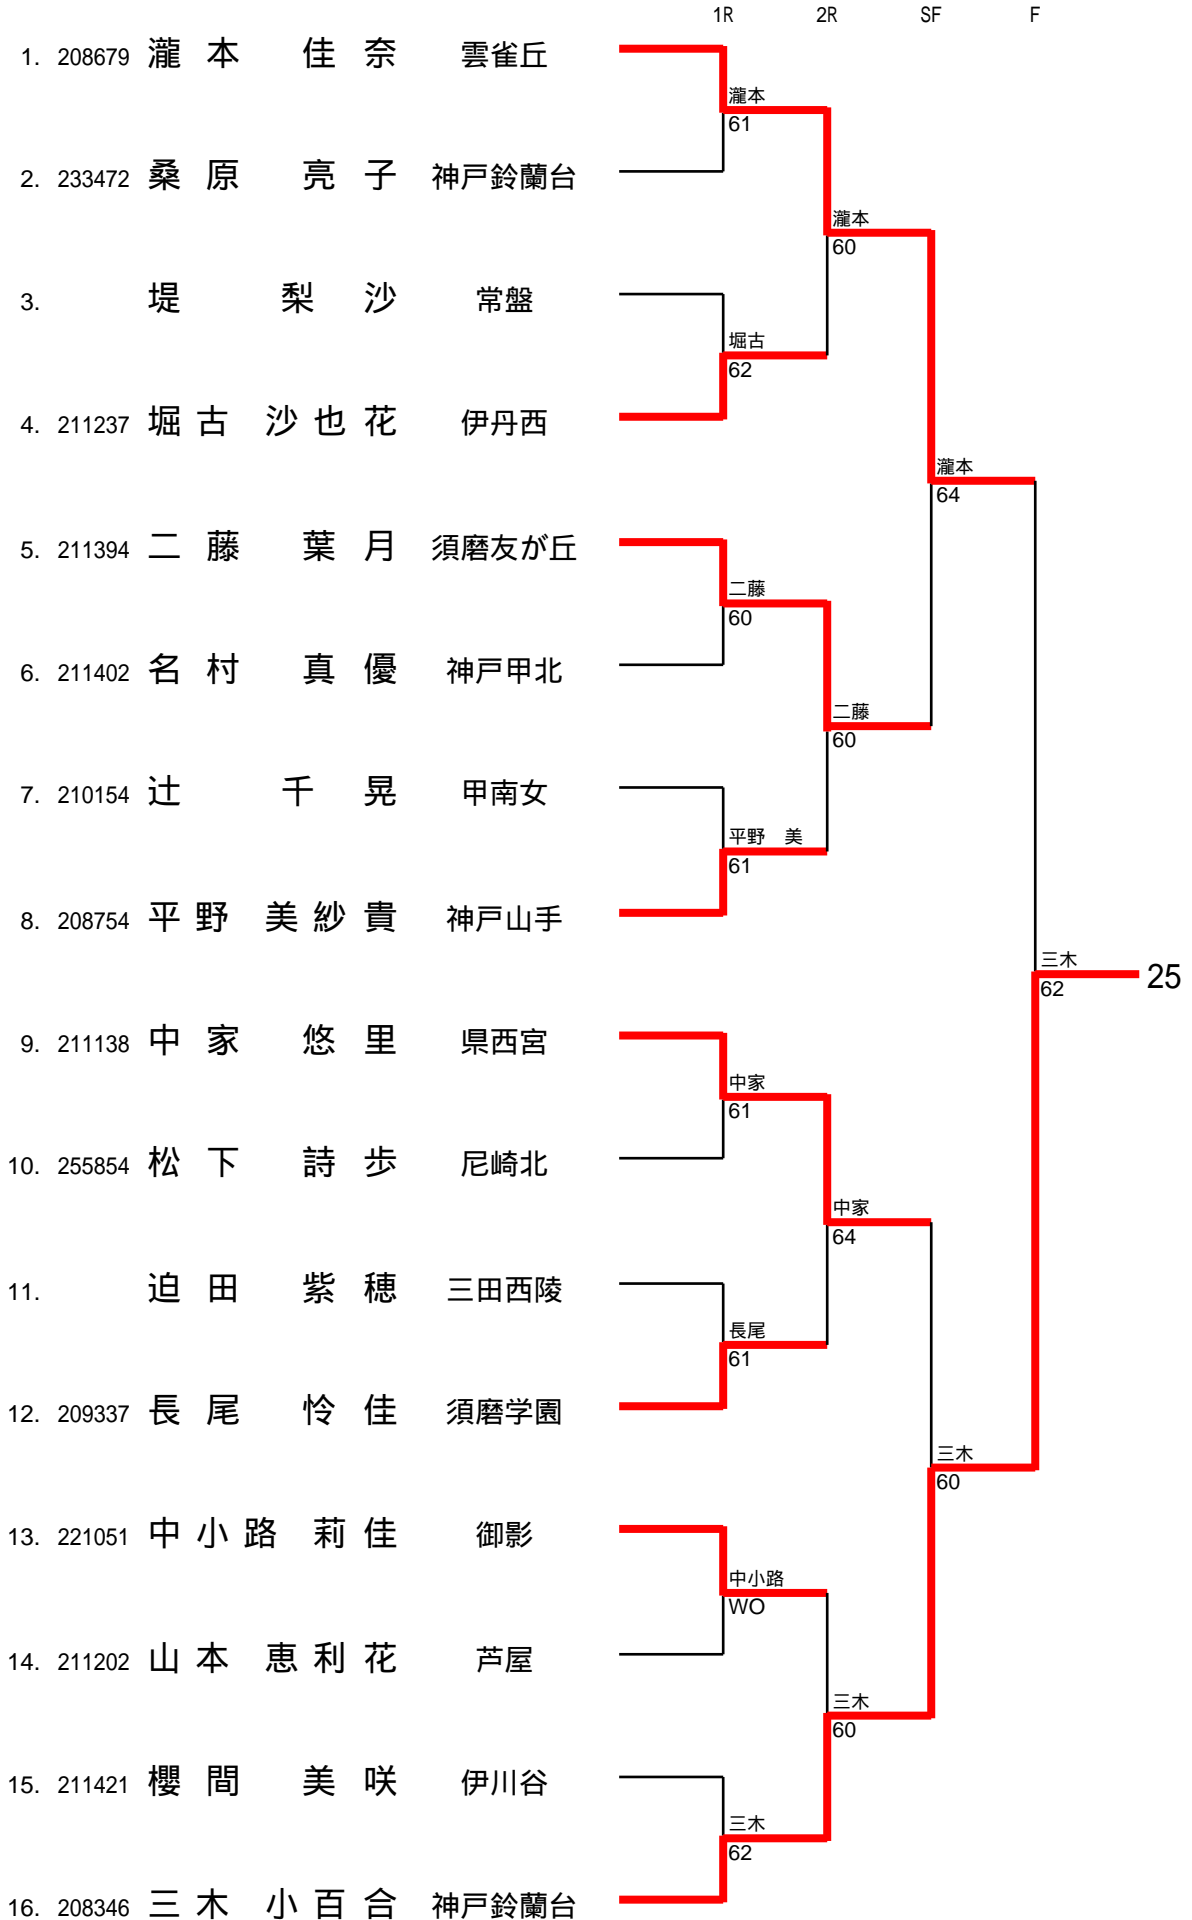 1R 2R SF F
1. 208679 瀧本 佳奈 雲雀丘
瀧本
61
2. 233472 桑原 亮子 神戸鈴蘭台
瀧本
60
3. 堤 梨沙 常盤
堀古
62
4. 211237 堀古 沙也花 伊丹西
瀧本
64
5. 211394 二藤 葉月 須磨友が丘
二藤
60
6. 211402 名村 真優 神戸甲北
二藤
60
7. 210154 辻 千晃 甲南女
平野 美
61
8. 208754 平野 美紗貴 神戸山手
三木
62
25
9. 211138 中家 悠里 県西宮
中家
61
10. 255854 松下 詩歩 尼崎北
中家
64
11. 迫田 紫穂 三田西陵
長尾
61
12. 209337 長尾 怜佳 須磨学園
三木
60
13. 221051 中小路 莉佳 御影
中小路
WO
14. 211202 山本 恵利花 芦屋
三木
60
15. 211421 櫻間 美咲 伊川谷
三木
62
16. 208346 三木 小百合 神戸鈴蘭台